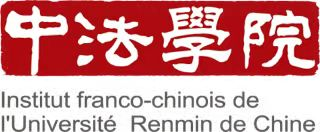 中法學院
Institut franco-chinois de
l'Université Renmin de Chine